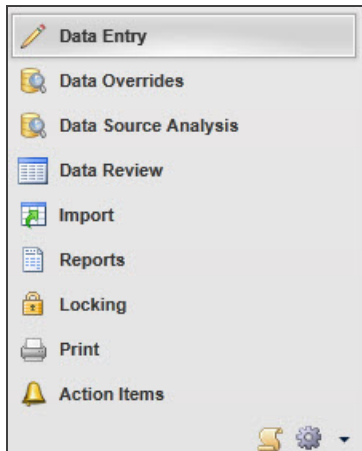 Data Entry
Data Overrides
Data Source Analysis
Data Review
Import
Reports
Locking
Print
Action Items